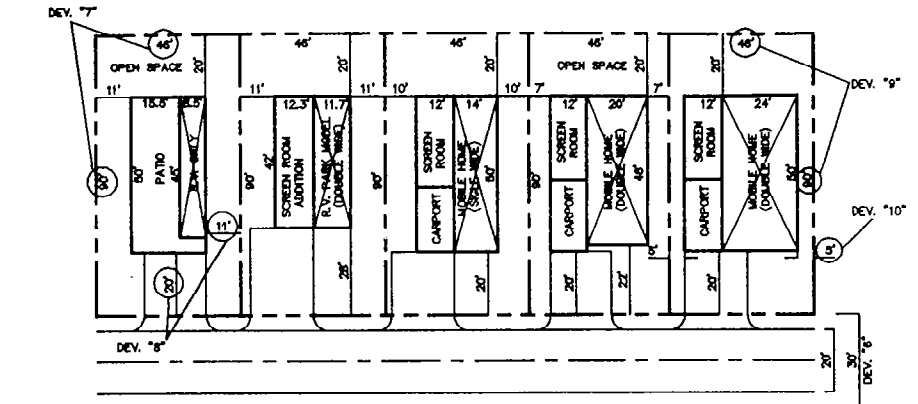 DEV. "7"
46'
46'
46'
46'
46'
OPEN SPACE
20'
20'
20'
OPEN SPACE
20'
20'
DEV. "9"
11'
11'
11'
10'
10'
7'
7'
15.5'
12.3'
11.7'
12'
14'
12'
20'
12'
24'
PATIO
50'
45'
90'
42'
SCREEN ROOM
ADDITION
R.V.-PARK MODEL
(DOUBLE WIDE)
90'
90'
SCREEN
ROOM
CARPORT
MOBILE HOME
50'
90'
SCREEN
ROOM
CARPORT
MOBILE HOME
(DOUBLE WIDE)
45'
SCREEN
ROOM
CARPORT
MOBILE HOME
(DOUBLE WIDE)
50'
90'
DEV. "10"
11'
5'
5'
20'
28'
20'
20'
22'
20'
DEV. "8"
20'
30'
DEV. "6"